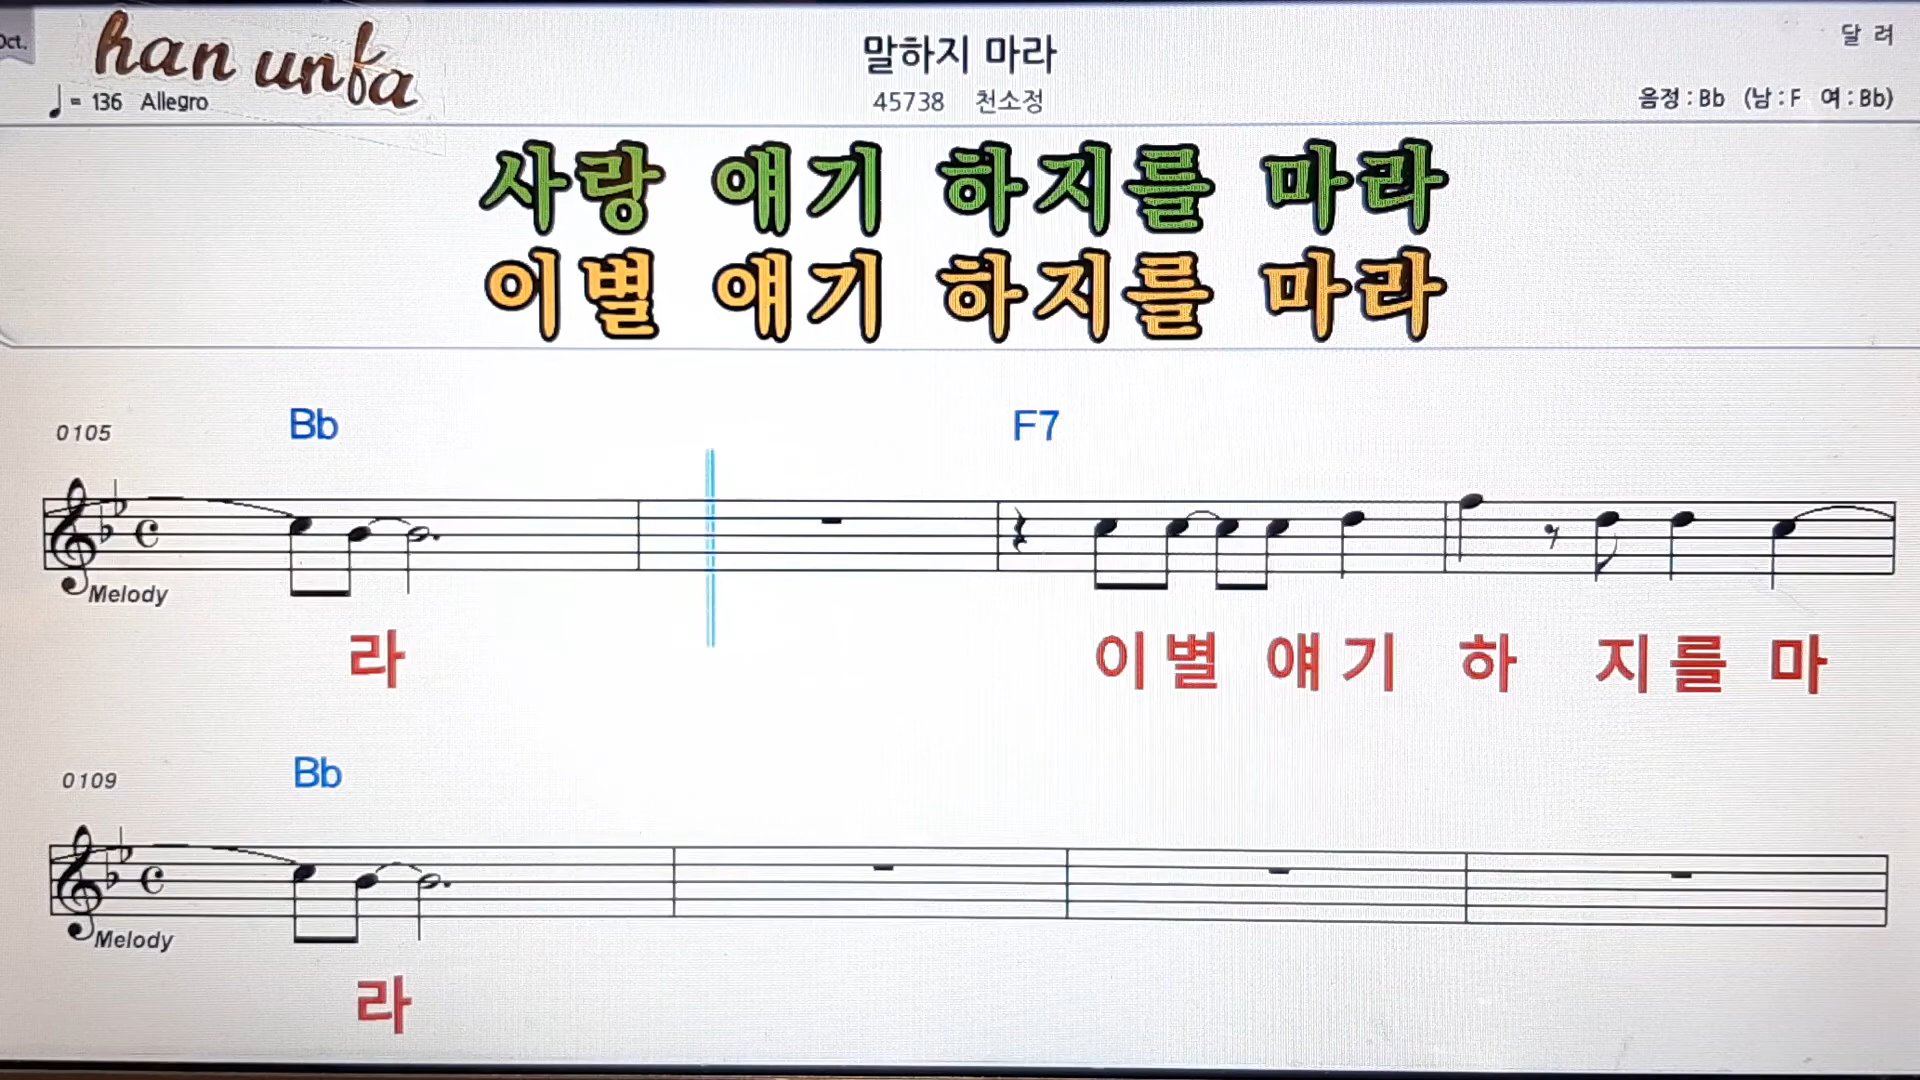 Oct.
han unba
달 려
말하지 마라
♩ = 136 Allegro
45738 천소정
음정 : Bb (남 : F 여 : Bb)
사랑 얘기 하지를 마라
이별 얘기 하지를 마라
0105 Bb F7
Melody
라 이별 얘기 하 지를 마
0109 Bb
Melody
라